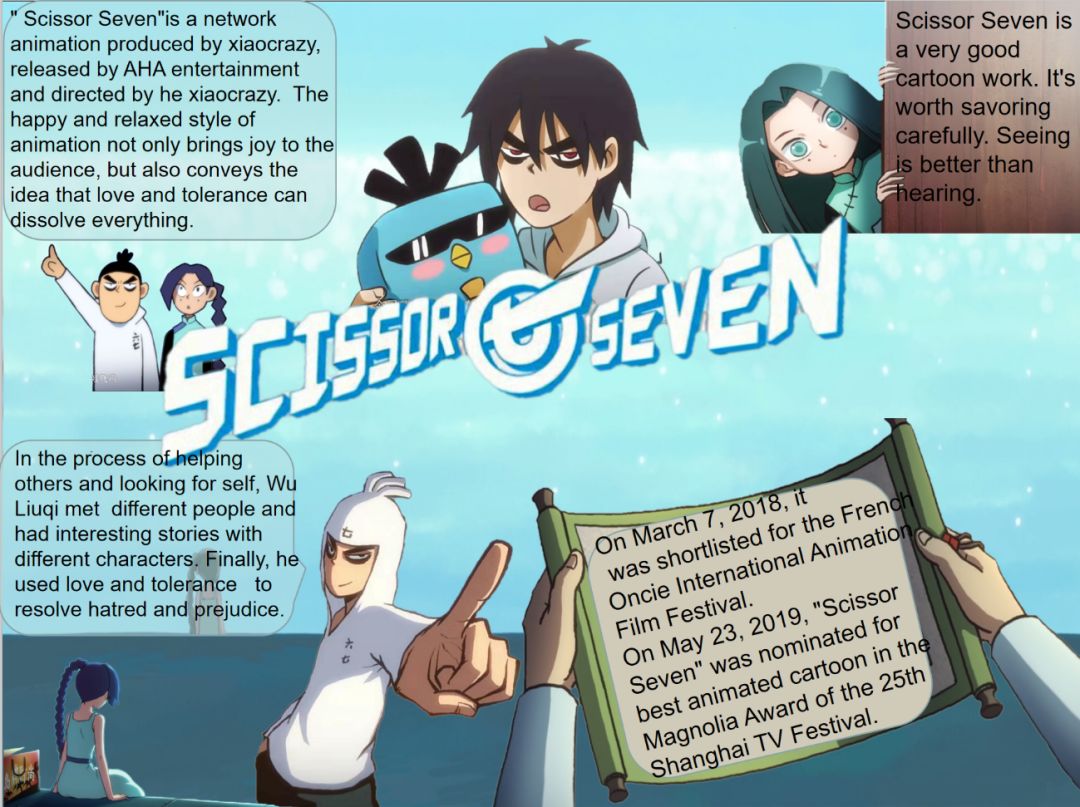 " Scissor Seven"is a network
animation produced by xiaocrazy,
released by AHA entertainment
and directed by he xiaocrazy.  The
happy and relaxed style of
animation not only brings joy to the
audience, but also conveys the
idea that love and tolerance can
dissolve everything.
Scissor Seven is
a very good
cartoon work. It's
worth savoring
carefully. Seeing
is better than
hearing.
SCISSOR SEVEN
六七
In the process of helping
others and looking for self, Wu
Liuqi met  different people and
had interesting stories with
different characters. Finally, he
used love and tolerance   to
resolve hatred and prejudice.
七
六七
On March 7, 2018, it
was shortlisted for the French
Oncie International Animation
Film Festival.
On May 23, 2019, "Scissor
Seven" was nominated for
best animated cartoon in the
Magnolia Award of the 25th
Shanghai TV Festival.